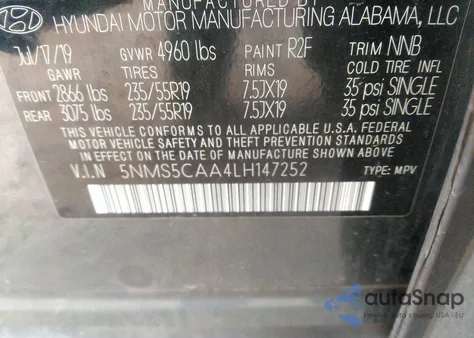 MANUFACTURED BY
HYUNDAI MOTOR MANUFACTURING ALABAMA, LLC
Jul/17/19 GVWR 4960 lbs PAINT R2F TRIM NNB
GAWR TIRES RIMS COLD TIRE INFL.
FRONT 2866 lbs 235/55R19 7.5JX19 35 psi SINGLE
REAR 3075 lbs 235/55R19 7.5JX19 35 psi SINGLE
THIS VEHICLE CONFORMS TO ALL APPLICABLE U.S.A. FEDERAL
MOTOR VEHICLE SAFETY AND THEFT PREVENTION STANDARDS
IN EFFECT ON THE DATE OF MANUFACTURE SHOWN ABOVE.
V.I.N 5NMS5CAA4LH147252
TYPE: MPV
autoSnap